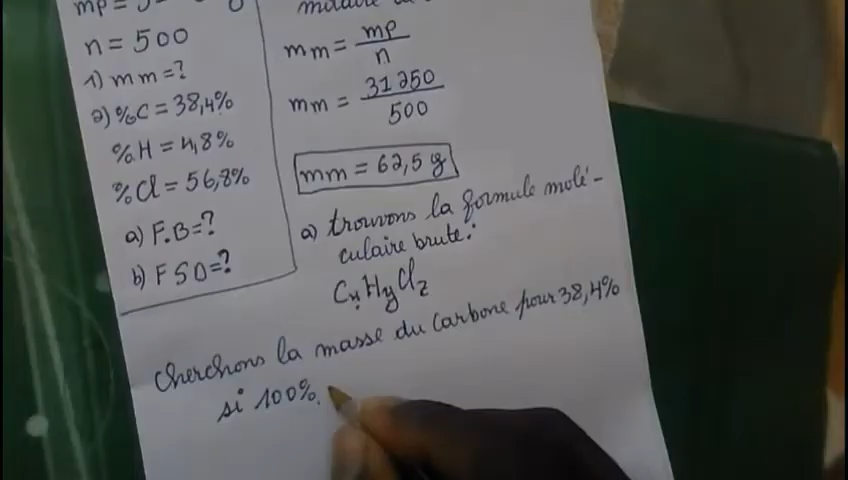 mp =
n = 500
1) mm = ?
2) %C = 38,4%
%H = 4,8%
%Cl = 56,8%
a) F.B = ?
b) F S D = ?
mm = mp
n
mm = 31 250
500
mm = 62,5 g
a) trouvons la formule molé-
culaire brute:
CxHyClz
Cherchons la masse du Carbone pour 38,4%
si 100%.